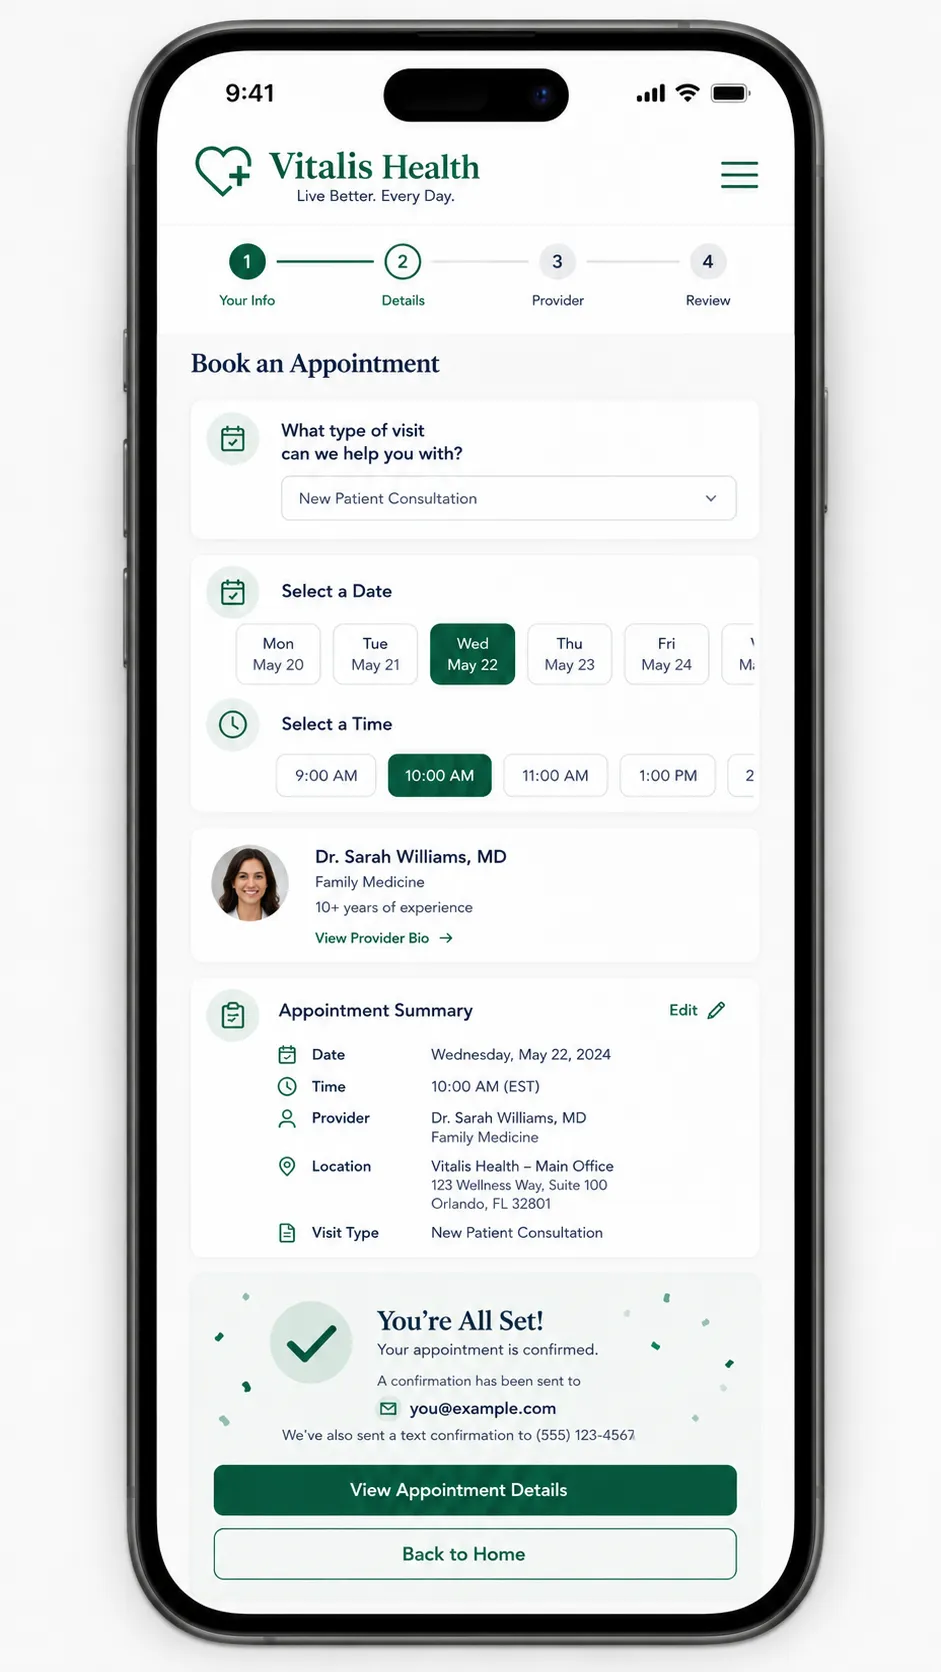 9:41
Vitalis Health
Live Better. Every Day.
1 2 3 4
Your Info Details Provider Review
Book an Appointment
What type of visit
can we help you with?
New Patient Consultation
Select a Date
Mon Tue Wed Thu Fri
May 20 May 21 May 22 May 23 May 24
Select a Time
9:00 AM 10:00 AM 11:00 AM 1:00 PM 2
Dr. Sarah Williams, MD
Family Medicine
10+ years of experience
View Provider Bio →
Appointment Summary Edit
Date Wednesday, May 22, 2024
Time 10:00 AM (EST)
Provider Dr. Sarah Williams, MD
Family Medicine
Location Vitalis Health – Main Office
123 Wellness Way, Suite 100
Orlando, FL 32801
Visit Type New Patient Consultation
You're All Set!
Your appointment is confirmed.
A confirmation has been sent to
you@example.com
We've also sent a text confirmation to (555) 123-4567
View Appointment Details
Back to Home